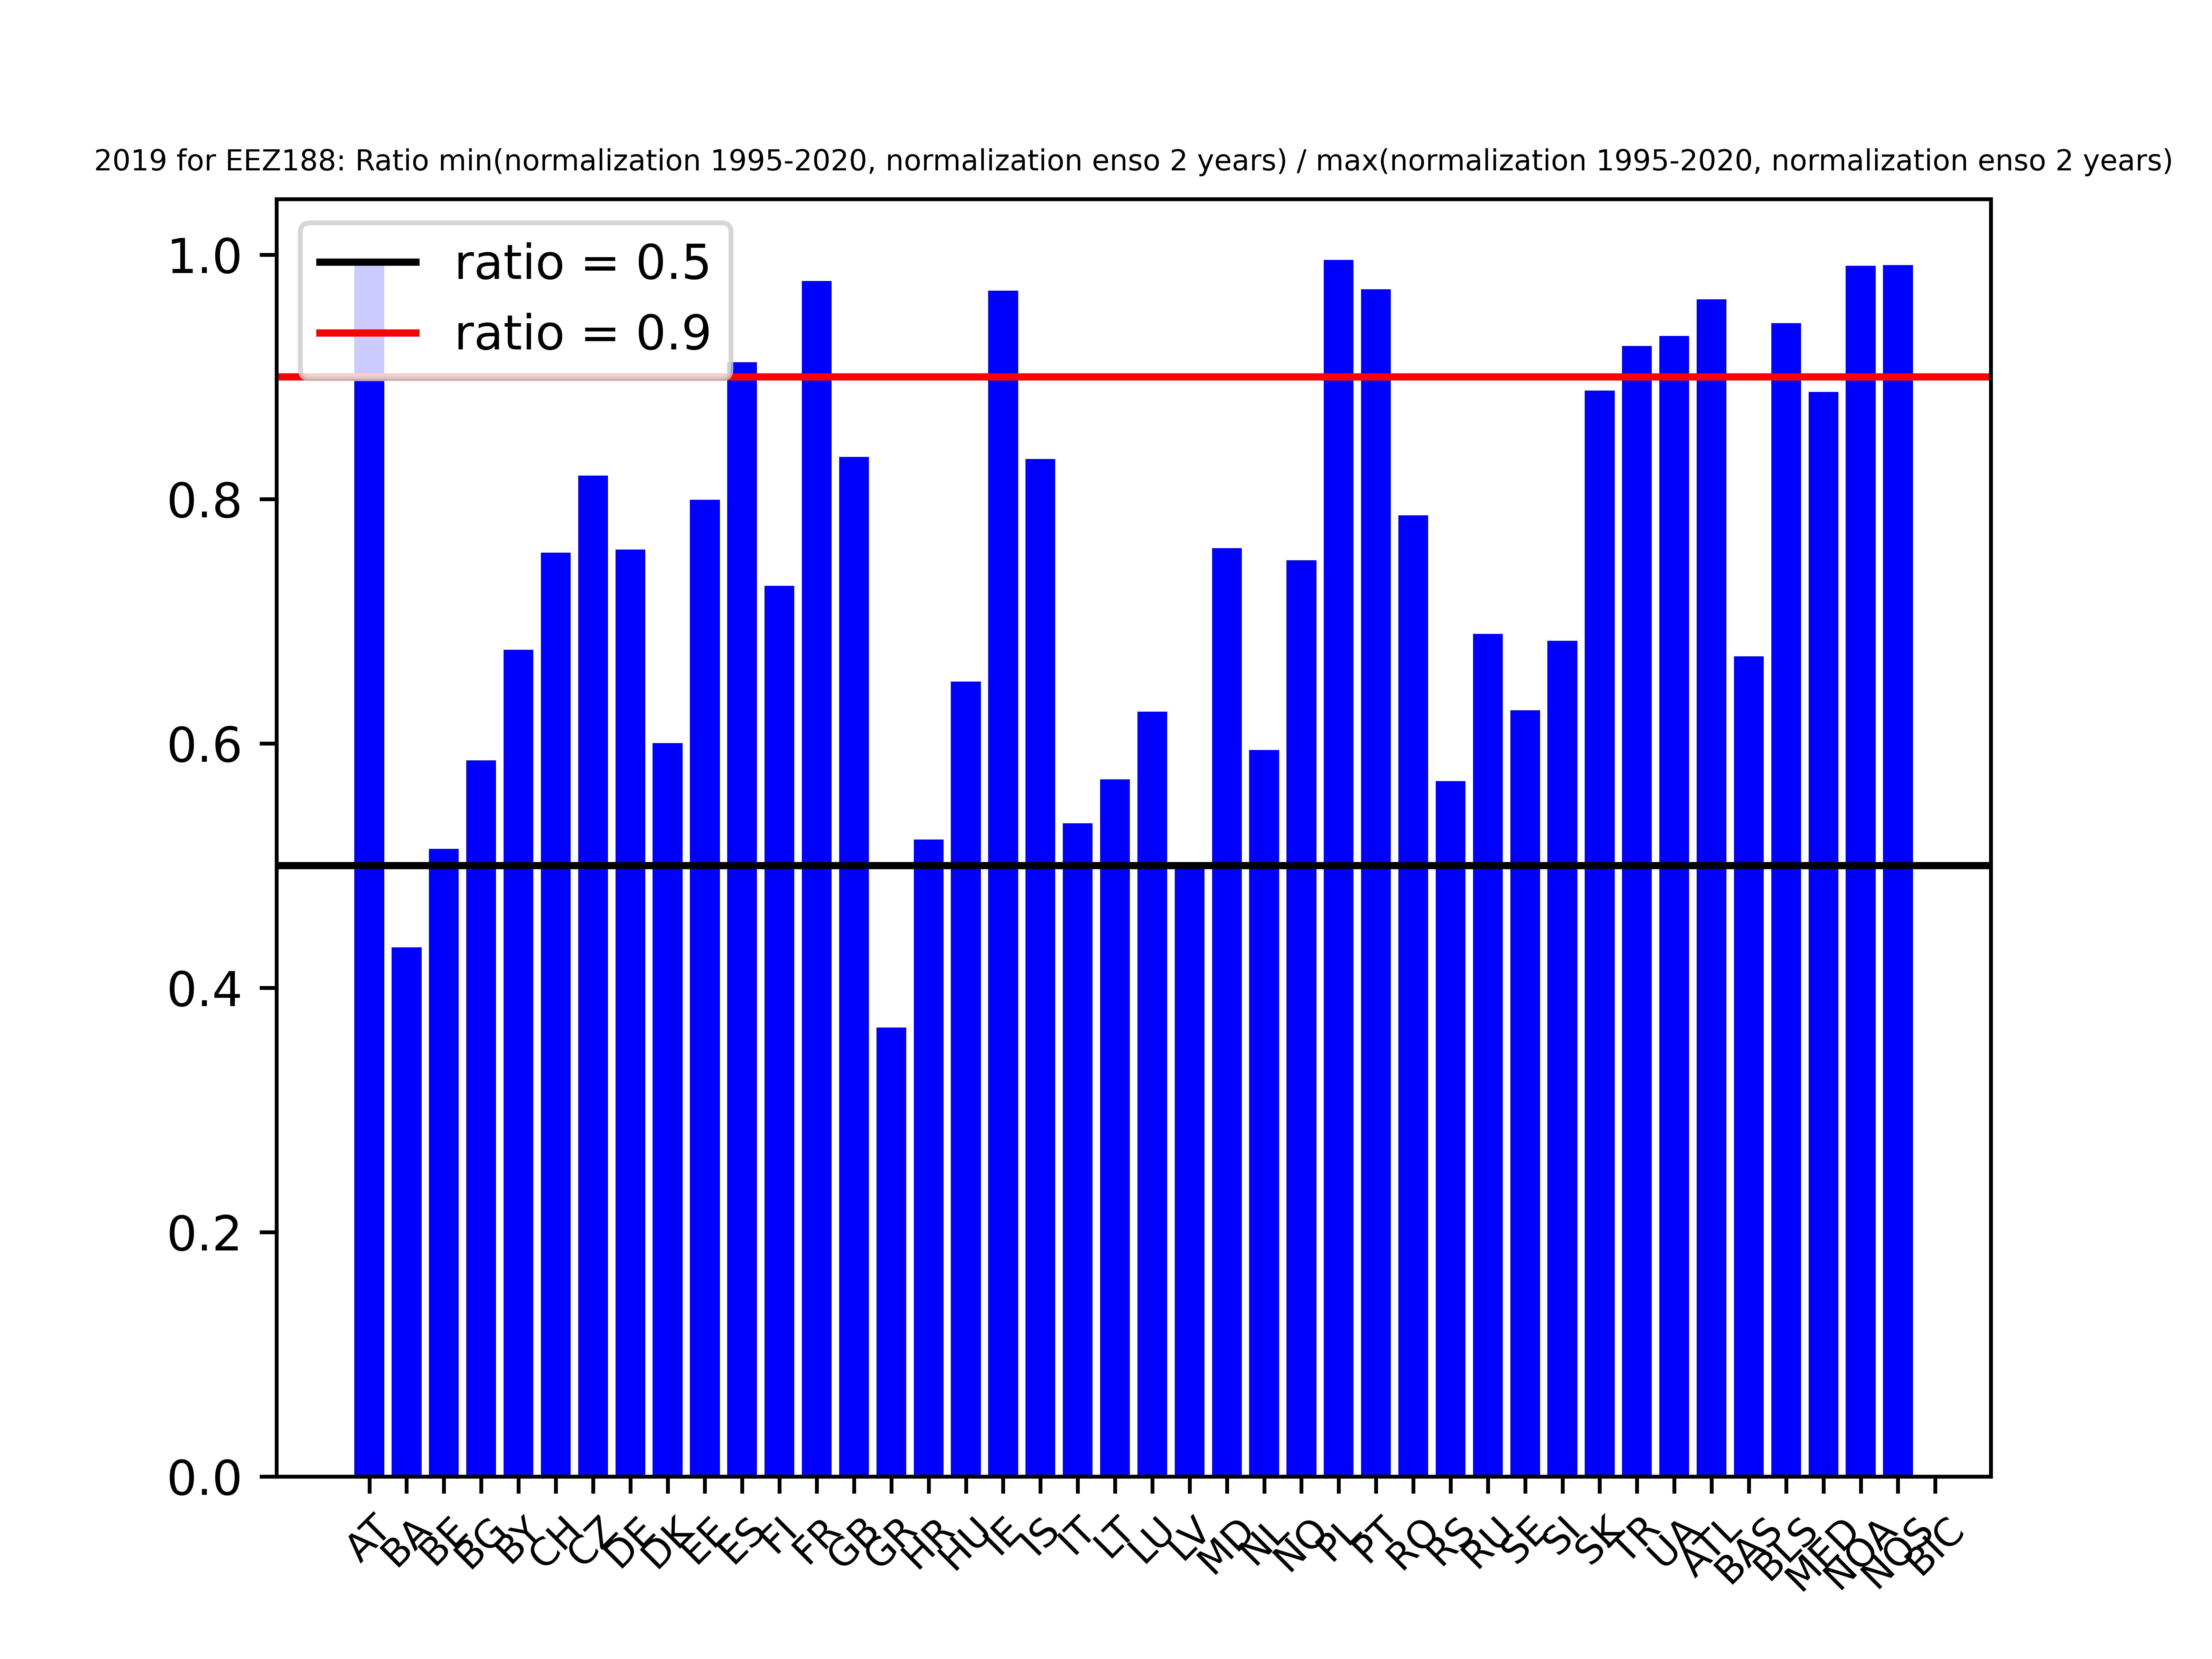 2019 for EEZ188: Ratio min(normalization 1995-2020, normalization enso 2 years) / max(normalization 1995-2020, normalization enso 2 years)
ratio = 0.5
ratio = 0.9
1.0
0.8
0.6
0.4
0.2
0.0
AT BA BE BG BY CH CZ DE DK EE ES FI FR GB GR HR HU IE IS IT LT LU LV MD NL NO PL PT RO RS RU SE SI SK TR UA ATL BAS BLS MED NOA NOS BIC